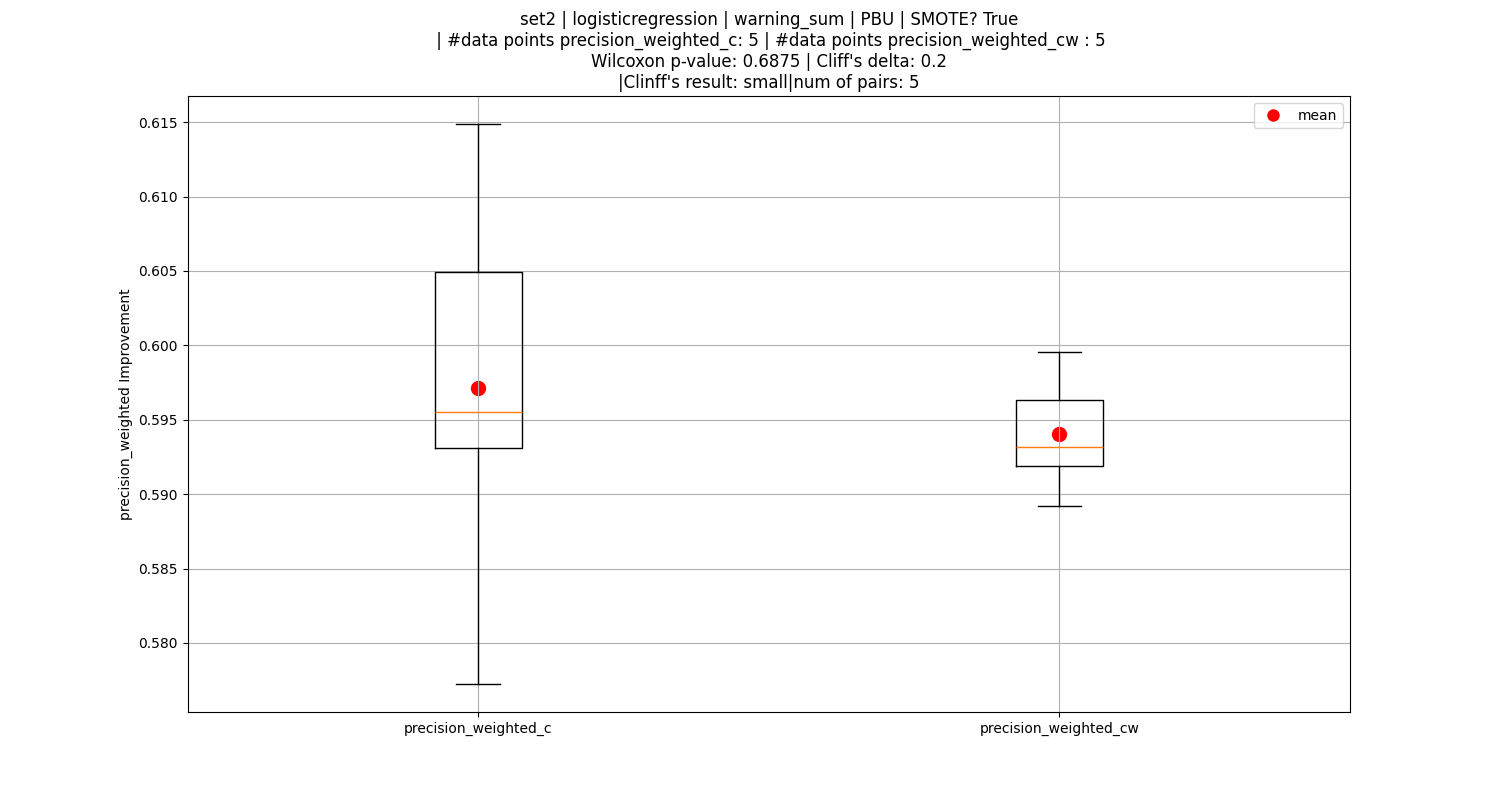 set2 | logisticregression | warning_sum | PBU | SMOTE? True
| #data points precision_weighted_c: 5 | #data points precision_weighted_cw : 5
Wilcoxon p-value: 0.6875 | Cliff's delta: 0.2
|Clinff's result: small|num of pairs: 5
mean
0.615
0.610
0.605
0.600
0.595
0.590
0.585
0.580
precision_weighted Improvement
precision_weighted_c
precision_weighted_cw